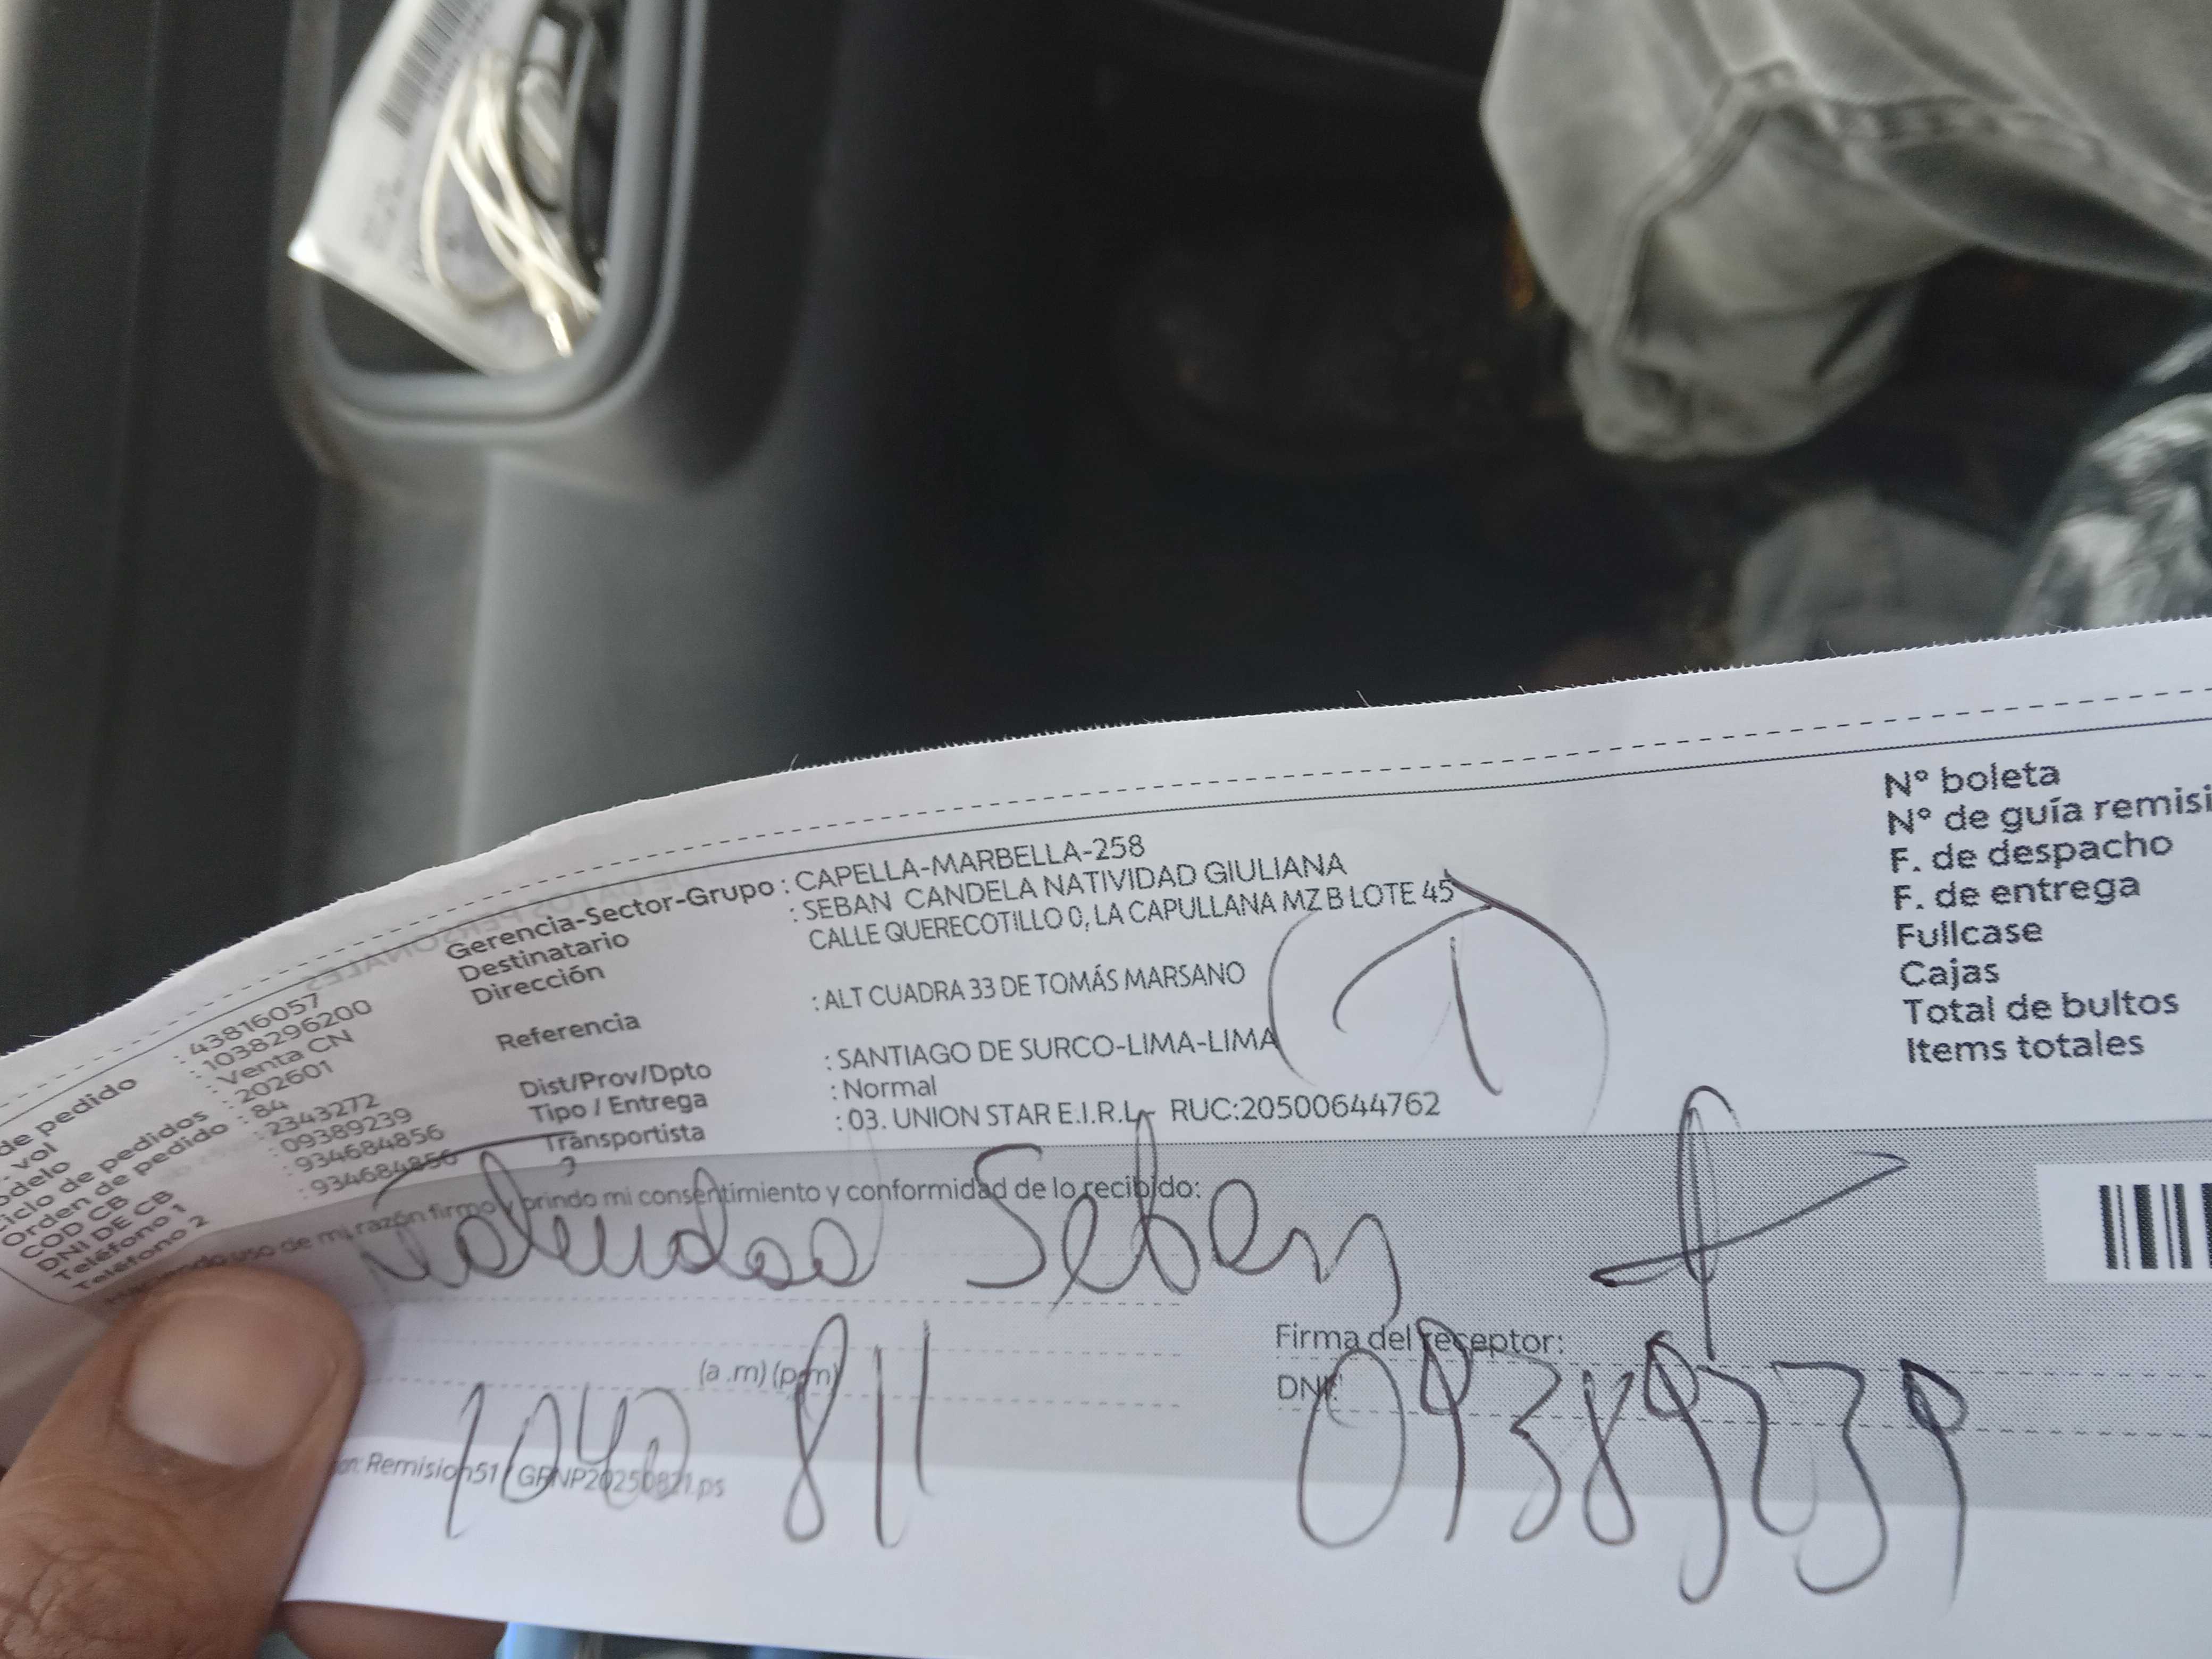 de pedido : 43816057
vol : 1038296200
odelo : Venta CN
ciclo de pedidos : 202601
Orden de pedido : 84
COD CB : 2343272
DNI DE CB : 09389239
Teléfono 1 : 934684856
Teléfono 2 : 934684856
Gerencia-Sector-Grupo : CAPELLA-MARBELLA-258
Destinatario : SEBAN CANDELA NATIVIDAD GIULIANA
Dirección CALLE QUERECOTILLO 0, LA CAPULLANA MZ B LOTE 45
Referencia : ALT CUADRA 33 DE TOMÁS MARSANO
Dist/Prov/Dpto : SANTIAGO DE SURCO-LIMA-LIMA
Tipo / Entrega : Normal
Transportista : 03. UNION STAR E.I.R.L - RUC:20500644762
1
N° boleta
N° de guía remisi
F. de despacho
F. de entrega
Fullcase
Cajas
Total de bultos
Items totales
uso de mi razón firmo y brindo mi consentimiento y conformidad de lo recibido:
Seban
Firma del receptor:
(a .m) (p.m)
DNI:
1040 811 09389239
Remision51 / GRNP20250821.ps